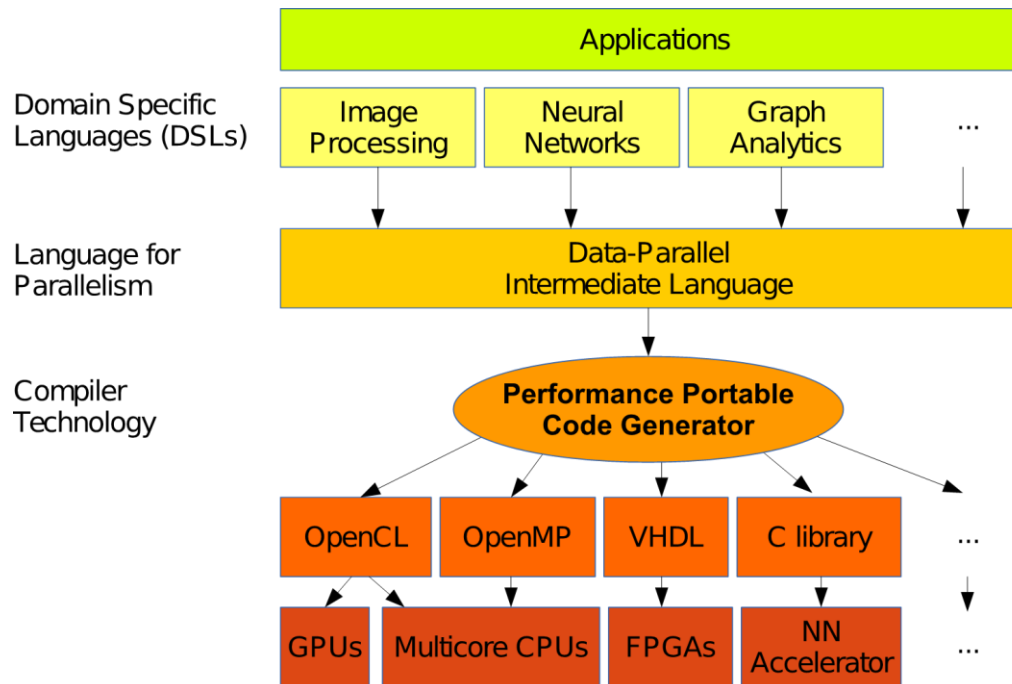 Applications
Domain Specific
Languages (DSLs)
Image
Processing
Neural
Networks
Graph
Analytics
...
Language for
Parallelism
Data-Parallel
Intermediate Language
Compiler
Technology
Performance Portable
Code Generator
OpenCL
OpenMP
VHDL
C library
...
GPUs
Multicore CPUs
FPGAs
NN
Accelerator
...